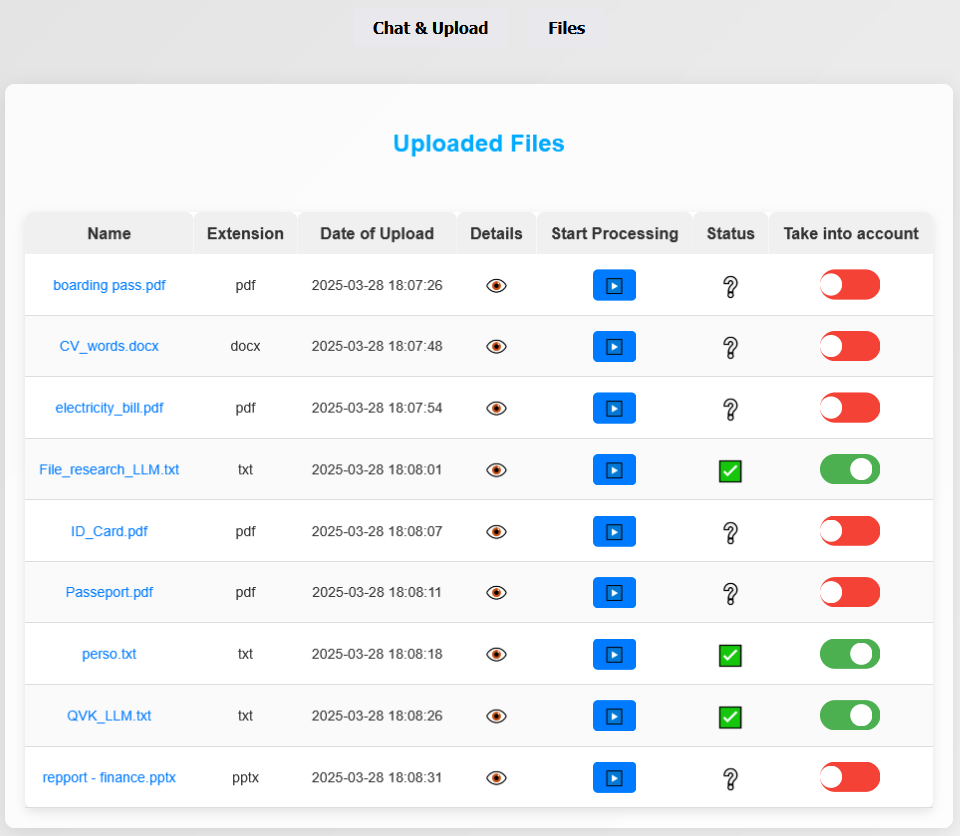 Chat & Upload Files
Uploaded Files
Name Extension Date of Upload Details Start Processing Status Take into account
boarding pass.pdf pdf 2025-03-28 18:07:26
CV_words.docx docx 2025-03-28 18:07:48
electricity_bill.pdf pdf 2025-03-28 18:07:54
File_research_LLM.txt txt 2025-03-28 18:08:01
ID_Card.pdf pdf 2025-03-28 18:08:07
Passeport.pdf pdf 2025-03-28 18:08:11
perso.txt txt 2025-03-28 18:08:18
QVK_LLM.txt txt 2025-03-28 18:08:26
repport - finance.pptx pptx 2025-03-28 18:08:31